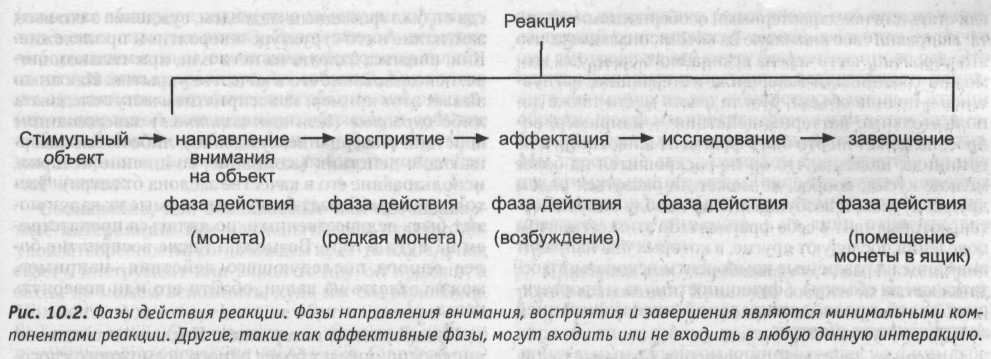 Реакция
Стимульный объект → направление внимания на объект → восприятие → аффектация → исследование → завершение
фаза действия фаза действия фаза действия фаза действия фаза действия
(монета) (редкая монета) (возбуждение) (помещение монеты в ящик)
Рис. 10.2. Фазы действия реакции. Фазы направления внимания, восприятия и завершения являются минимальными ком-
понентами реакции. Другие, такие как аффективные фазы, могут входить или не входить в любую данную интеракцию.